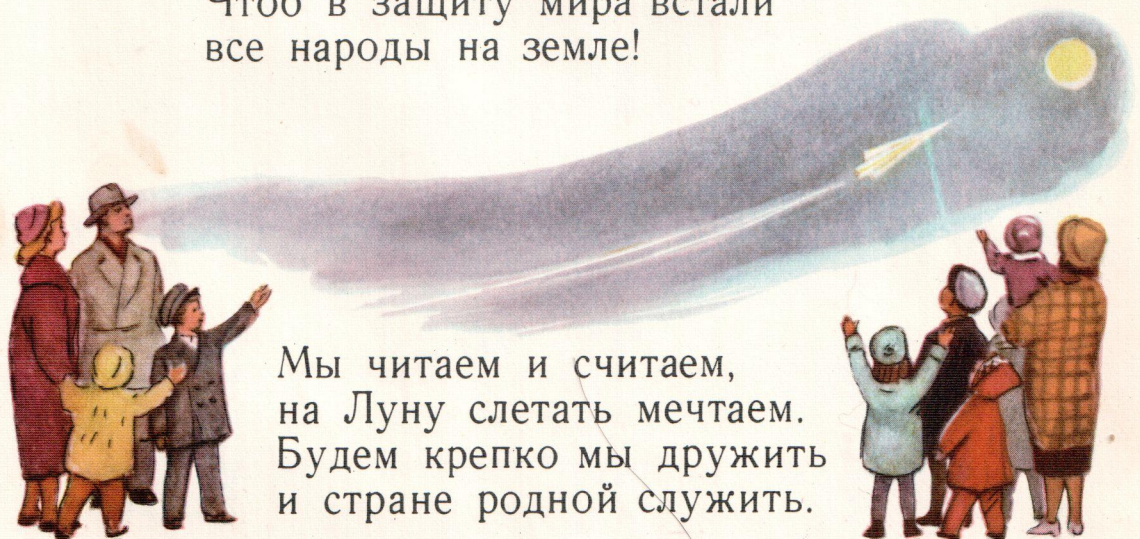 Чтоб в защиту мира встали
все народы на земле!
Мы читаем и считаем,
на Луну слетать мечтаем.
Будем крепко мы дружить
и стране родной служить.